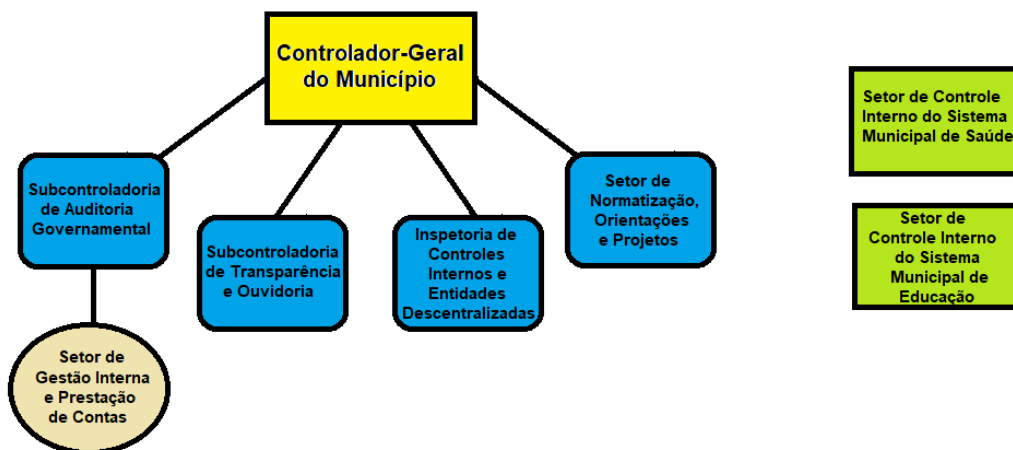 Controlador-Geral
do Município
Subcontroladoria
de Auditoria
Governamental
Subcontroladoria
de Transparência
e Ouvidoria
Inspetoria de
Controles
Internos e
Entidades
Descentralizadas
Setor de
Normatização,
Orientações
e Projetos
Setor de
Gestão Interna
e Prestação
de Contas
Setor de Controle
Interno do Sistema
Municipal de Saúde
Setor de
Controle Interno
do Sistema
Municipal de
Educação